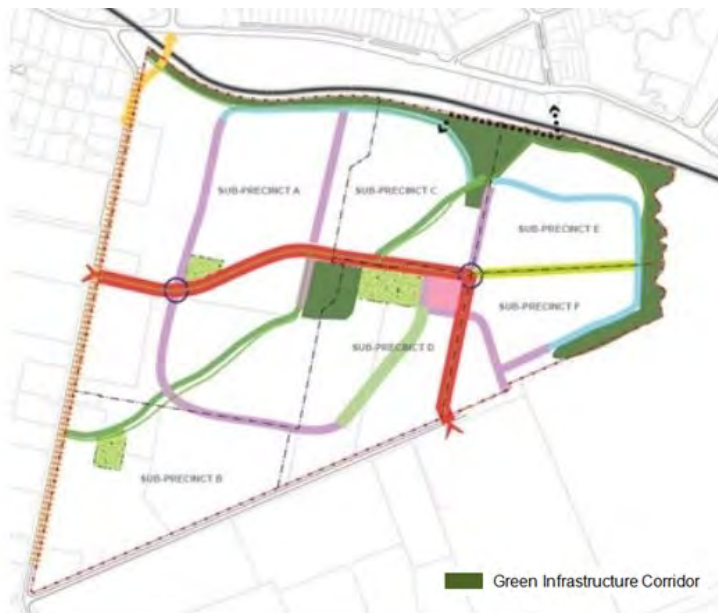 SUB-PRECINCT A
SUB-PRECINCT C
SUB-PRECINCT E
SUB-PRECINCT F
SUB-PRECINCT D
SUB-PRECINCT B
Green Infrastructure Corridor